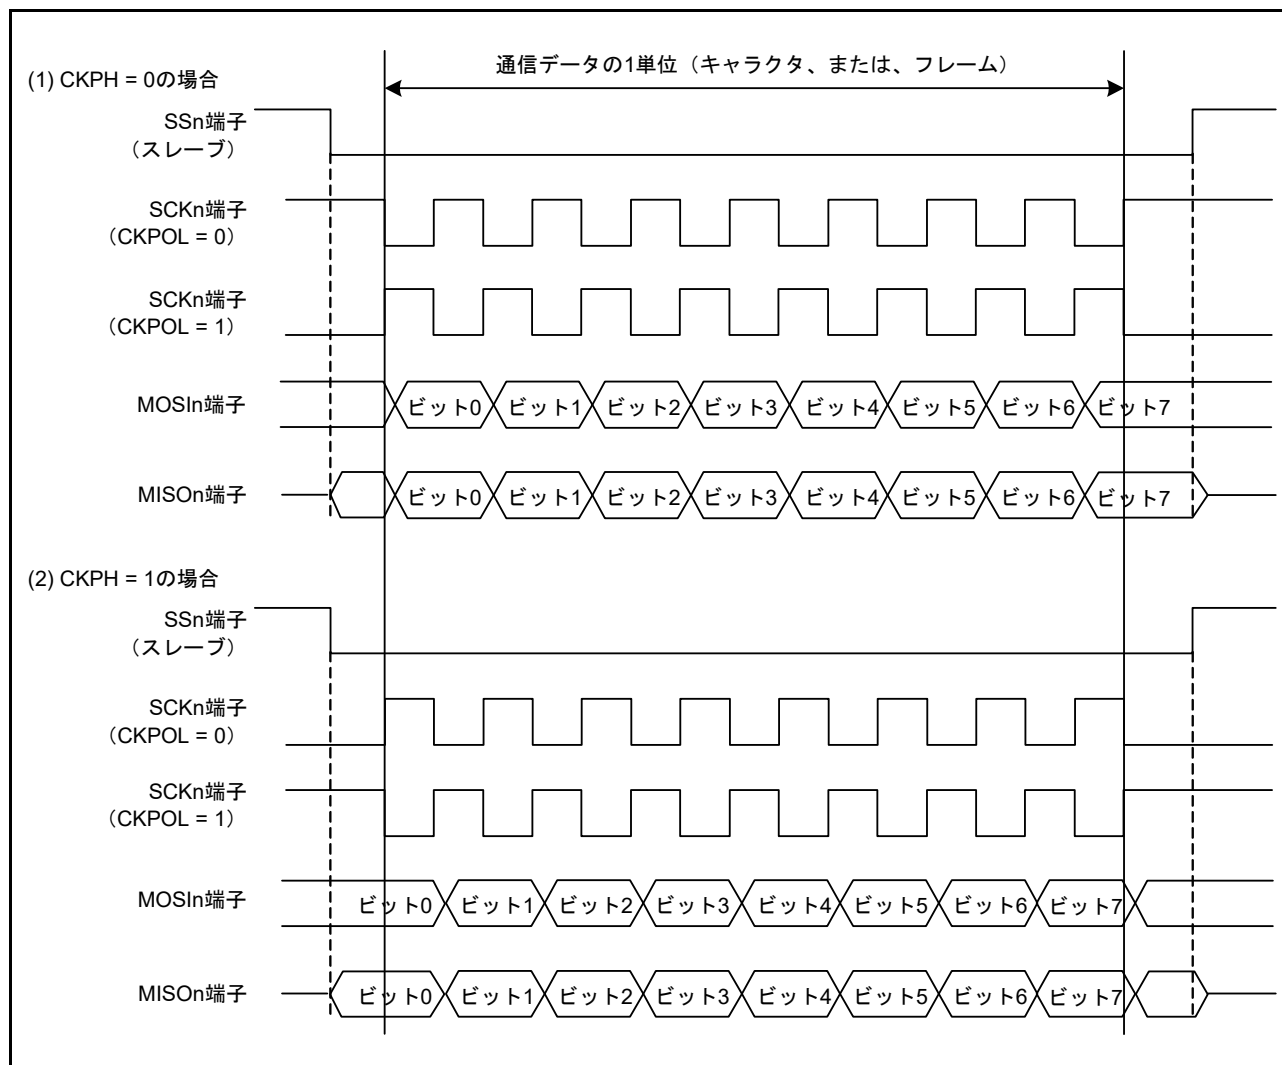 通信データの1単位（キャラクタ、または、フレーム）
(1) CKPH = 0の場合
SSn端子
（スレーブ）
SCKn端子
（CKPOL = 0）
SCKn端子
（CKPOL = 1）
MOSIn端子 ビット0 ビット1 ビット2 ビット3 ビット4 ビット5 ビット6 ビット7
MISOn端子 ビット0 ビット1 ビット2 ビット3 ビット4 ビット5 ビット6 ビット7
(2) CKPH = 1の場合
SSn端子
（スレーブ）
SCKn端子
（CKPOL = 0）
SCKn端子
（CKPOL = 1）
MOSIn端子 ビット0 ビット1 ビット2 ビット3 ビット4 ビット5 ビット6 ビット7
MISOn端子 ビット0 ビット1 ビット2 ビット3 ビット4 ビット5 ビット6 ビット7